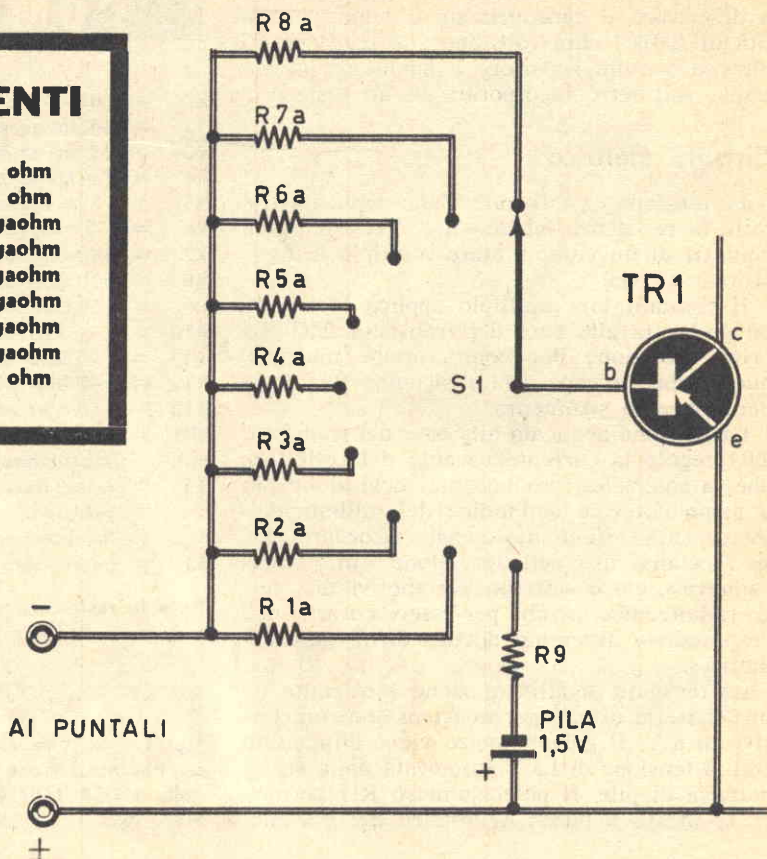 ENTI
ohm
ohm
gaohm
gaohm
gaohm
gaohm
gaohm
gaohm
ohm
R 8 a
R 7 a
R 6 a
R 5 a
R 4 a
R 3 a
R 2 a
R 1 a
S 1
TR1
b
c
e
R9
PILA
1,5 V
+
-
AI PUNTALI
+